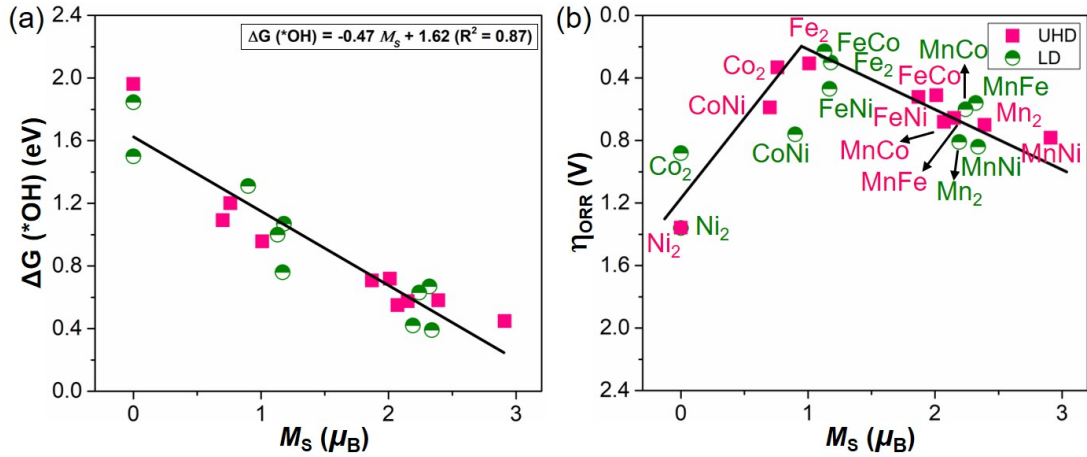 (a)
ΔG (*OH) = -0.47 Ms + 1.62 (R² = 0.87)
2.4
2.0
1.6
1.2
0.8
0.4
0.0
ΔG (*OH) (eV)
0
1
2
3
Ms (μB)
(b)
UHD
LD
0.0
0.4
0.8
1.2
1.6
2.0
2.4
ηORR (V)
Fe₂
FeCo
MnCo
Co₂
Fe₂
FeCo
MnFe
CoNi
FeNi
FeNi
Mn₂
MnCo
MnNi
Co₂
CoNi
MnFe
MnNi
Mn₂
Ni₂
Ni₂
0
1
2
3
Ms (μB)